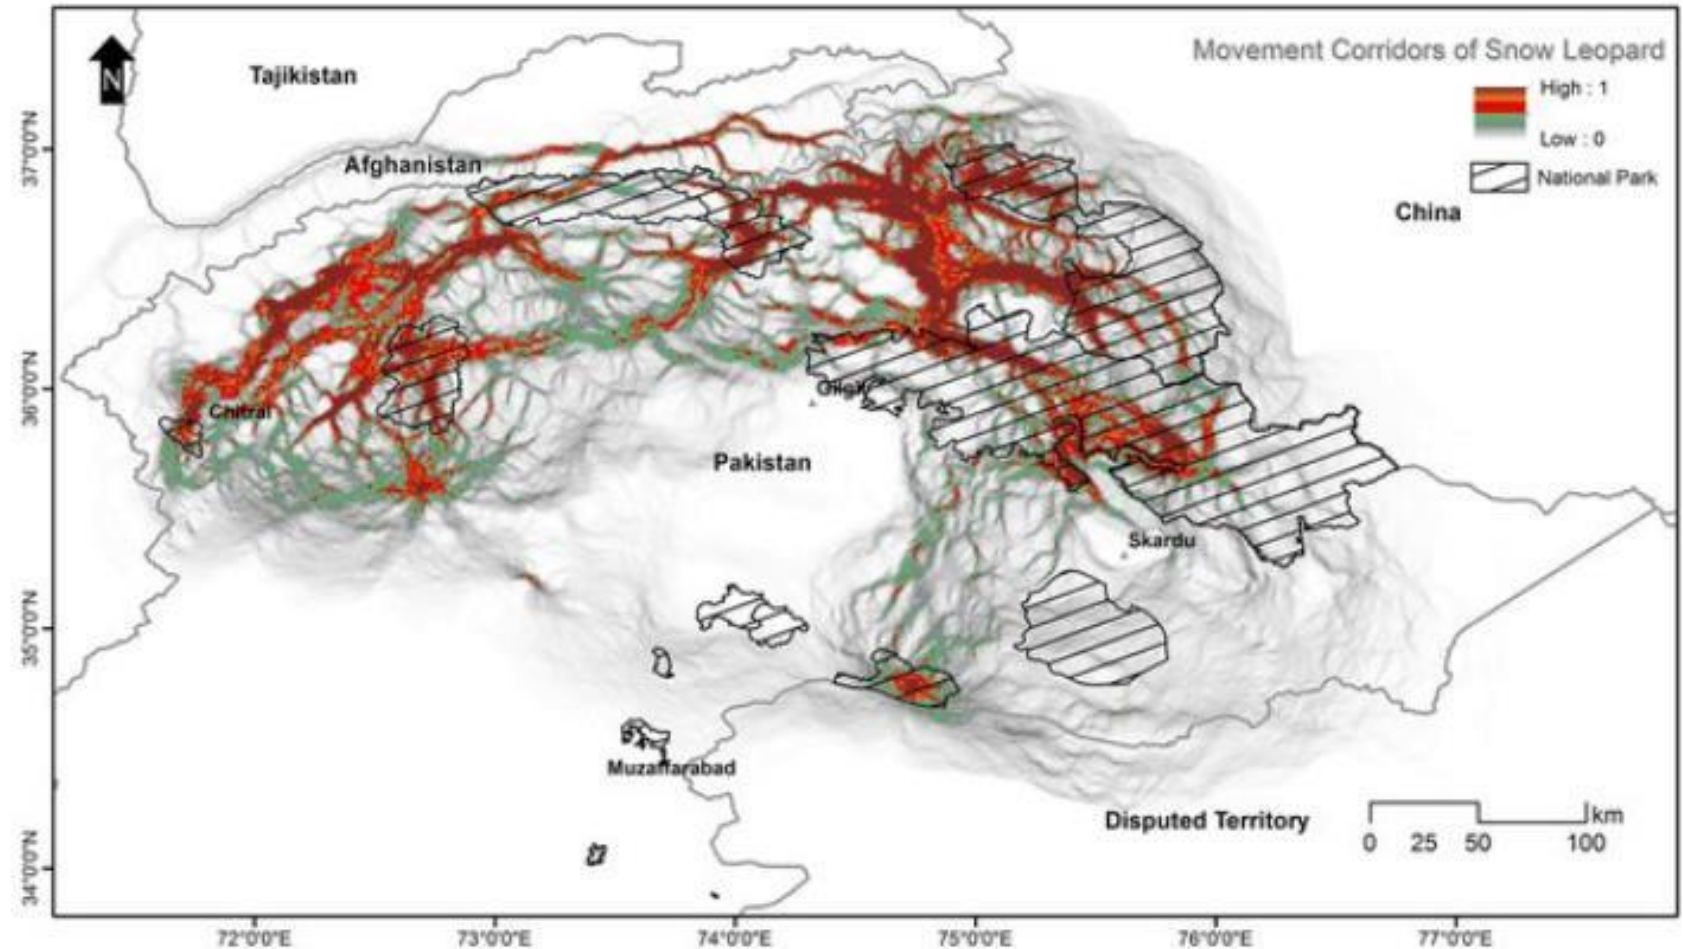 Movement Corridors of Snow Leopard
High : 1
Low : 0
National Park
N
Tajikistan
Afghanistan
China
Chitral
Gilgit
Pakistan
Skardu
Muzaffarabad
Disputed Territory
km
0 25 50 100
37°0'0"N
36°0'0"N
35°0'0"N
34°0'0"N
72°0'0"E 73°0'0"E 74°0'0"E 75°0'0"E 76°0'0"E 77°0'0"E